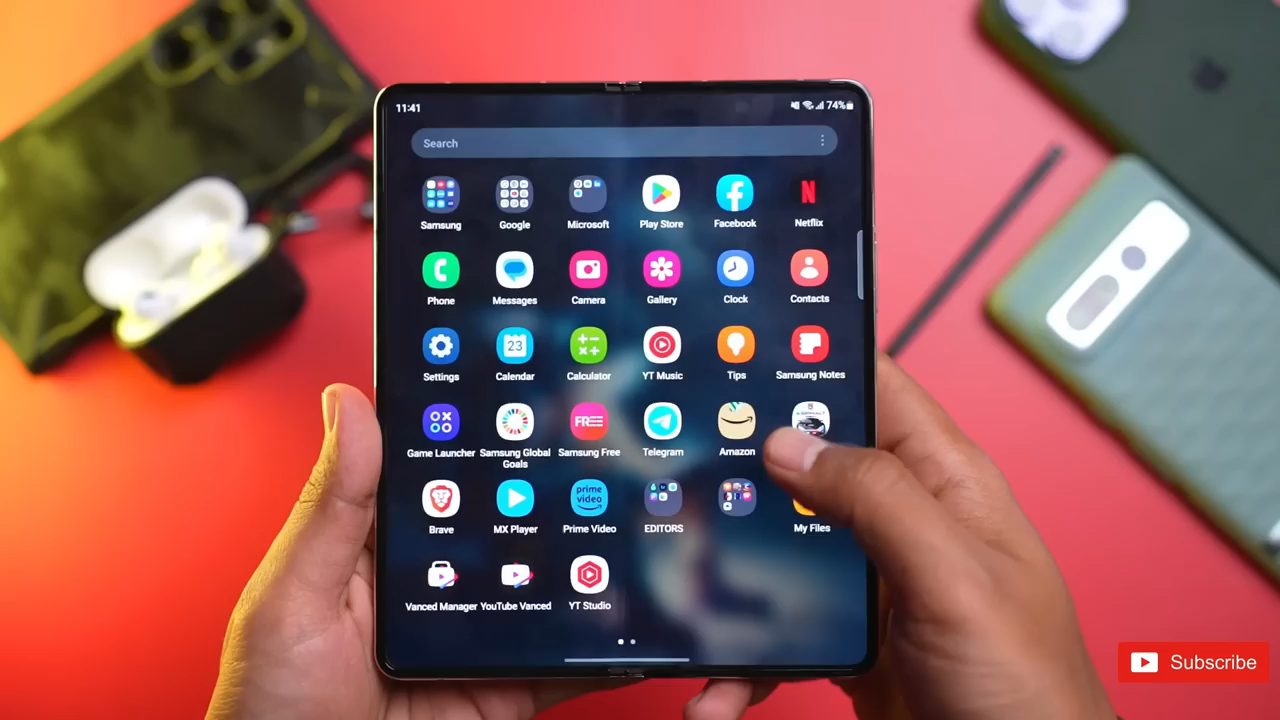 11:41
74%
Search
Samsung
Google
Microsoft
Play Store
Facebook
Netflix
Phone
Messages
Camera
Gallery
Clock
Contacts
23
Settings
Calendar
Calculator
YT Music
Tips
Samsung Notes
FREE
Game Launcher
Samsung Global
Goals
Samsung Free
Telegram
Amazon
prime
video
Brave
MX Player
Prime Video
EDITORS
My Files
Vanced Manager
YouTube Vanced
YT Studio
Subscribe